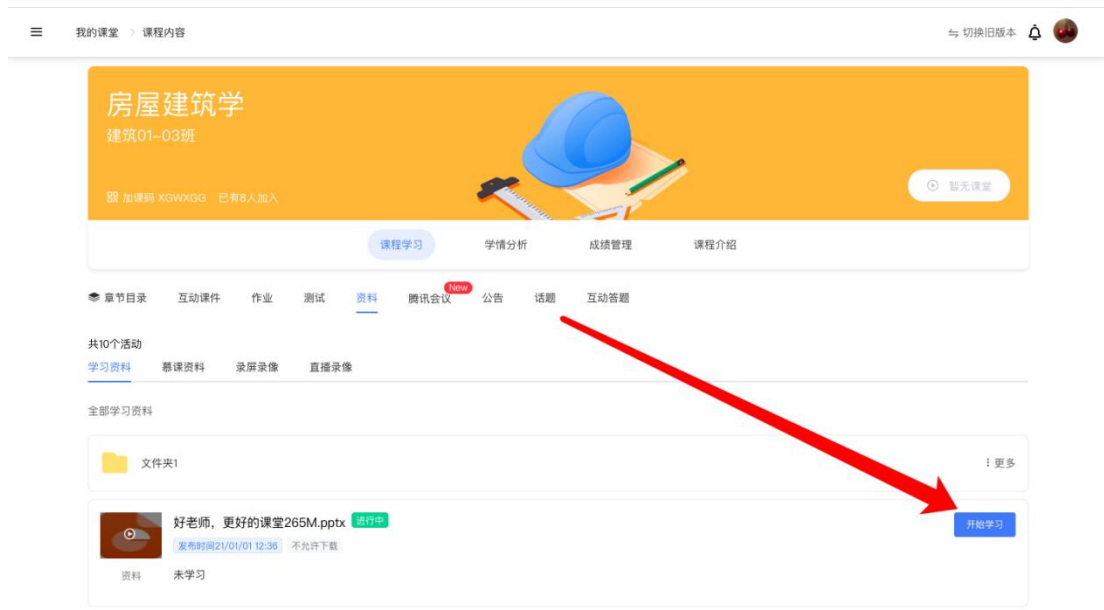 我的课堂 > 课程内容
切换旧版本
房屋建筑学
建筑01-03班
加课码 XGWXGG 已有8人加入
暂无课堂
课程学习 学情分析 成绩管理 课程介绍
章节目录 互动课件 作业 测试 资料 腾讯会议 New 公告 话题 互动答题
共10个活动
学习资料 慕课资料 录屏录像 直播录像
全部学习资料
文件夹1
更多
好老师，更好的课堂265M.pptx 进行中
开始学习
发布时间21/01/01 12:36 不允许下载
资料 未学习